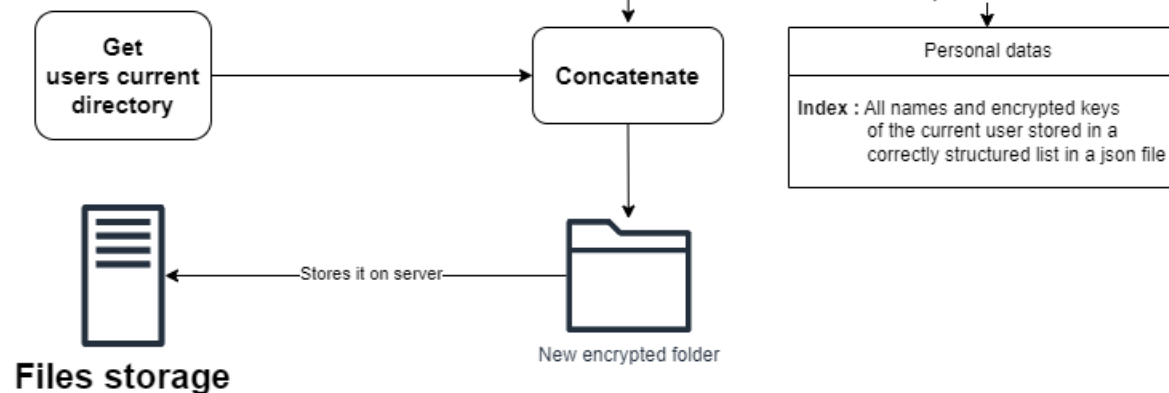 Get
users current
directory
Concatenate
Personal datas
Index : All names and encrypted keys
of the current user stored in a
correctly structured list in a json file
Stores it on server
New encrypted folder
Files storage